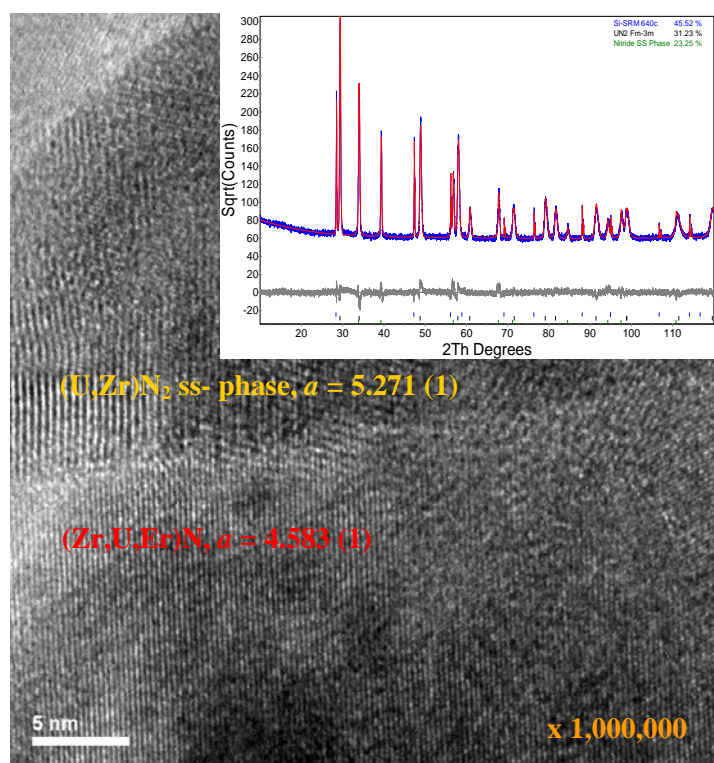 Si-SRM 640c 45.52 %
UN2 Fm-3m 31.23 %
Nitride SS Phase 23.25 %
Sqrt(Counts)
300
280
260
240
220
200
180
160
140
120
100
80
60
40
20
0
-20
20 30 40 50 60 70 80 90 100 110
2Th Degrees
(U,Zr)N₂ ss- phase, a = 5.271 (1)
(Zr,U,Er)N, a = 4.583 (1)
5 nm
x 1,000,000